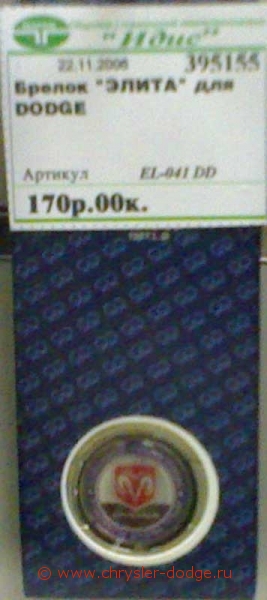 "Идис"
22.11.2006 395155
Брелок "ЭЛИТА" для
DODGE
Артикул EL-041 DD
170р.00к.
© www.chrysler-dodge.ru